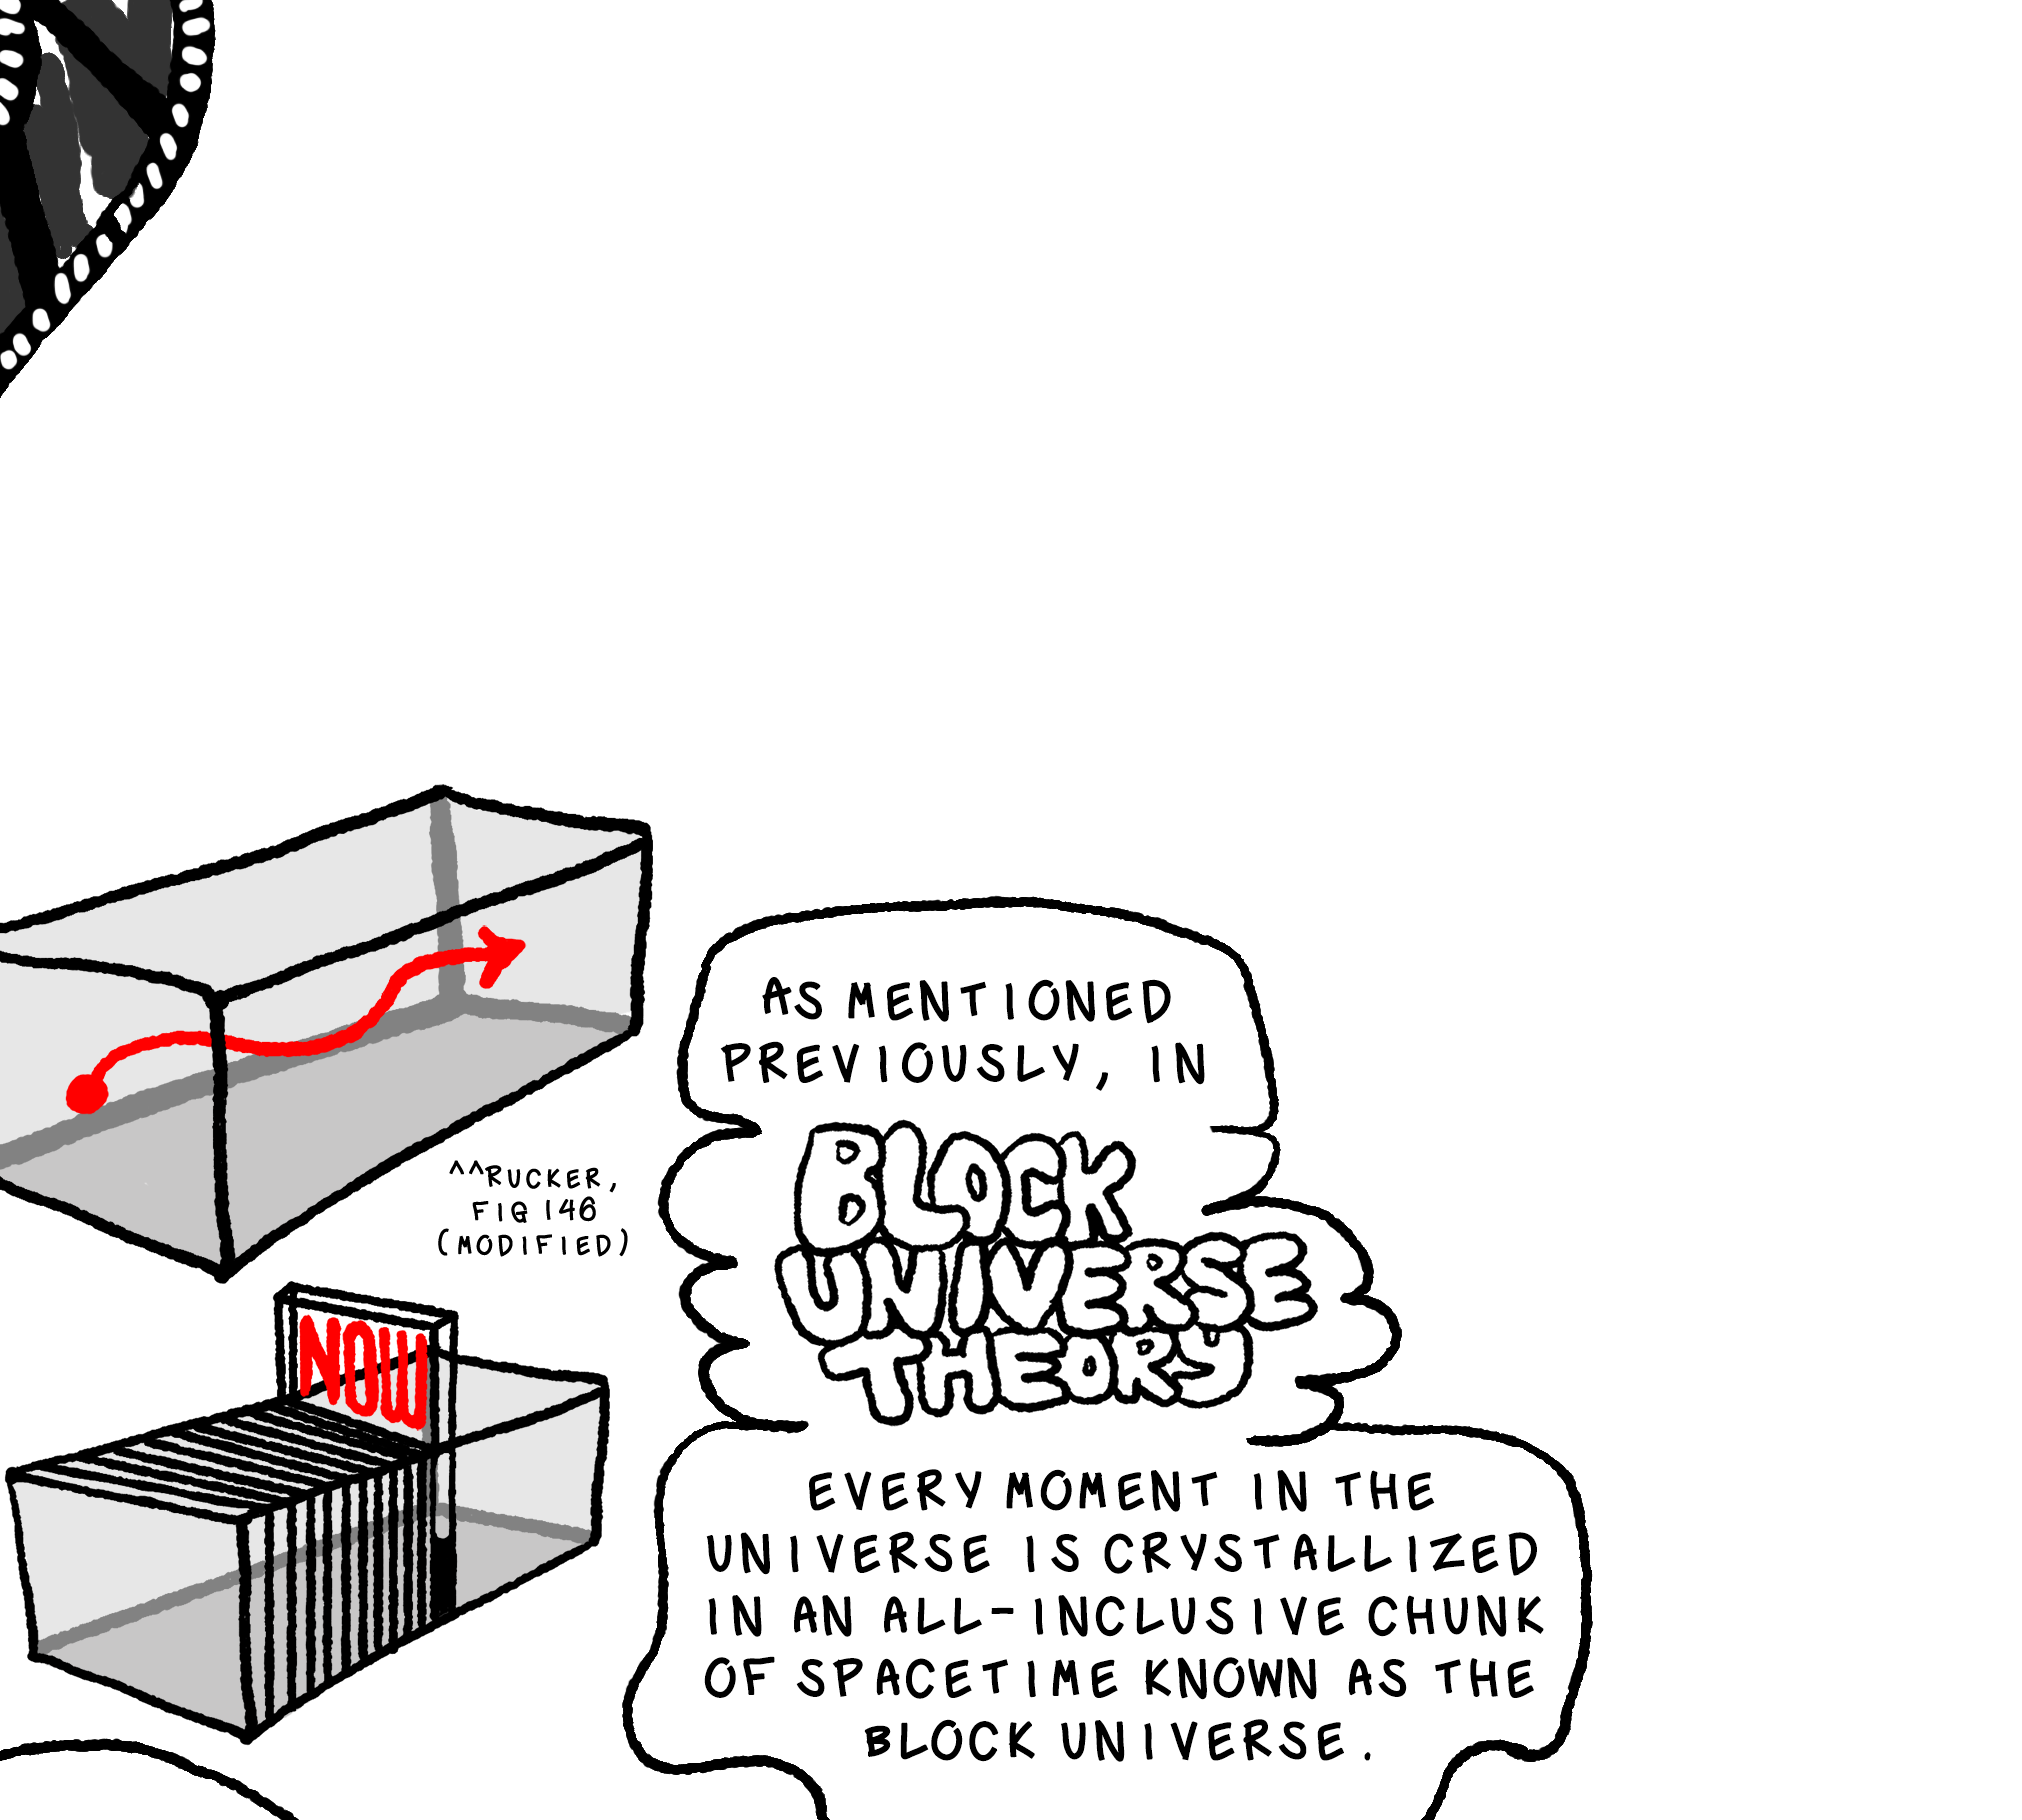 AS MENTIONED
PREVIOUSLY, IN
BLOCK
UNIVERSE
THEORY
^^RUCKER,
FIG 146
(MODIFIED)
NOW
EVERY MOMENT IN THE
UNIVERSE IS CRYSTALLIZED
IN AN ALL-INCLUSIVE CHUNK
OF SPACETIME KNOWN AS THE
BLOCK UNIVERSE.